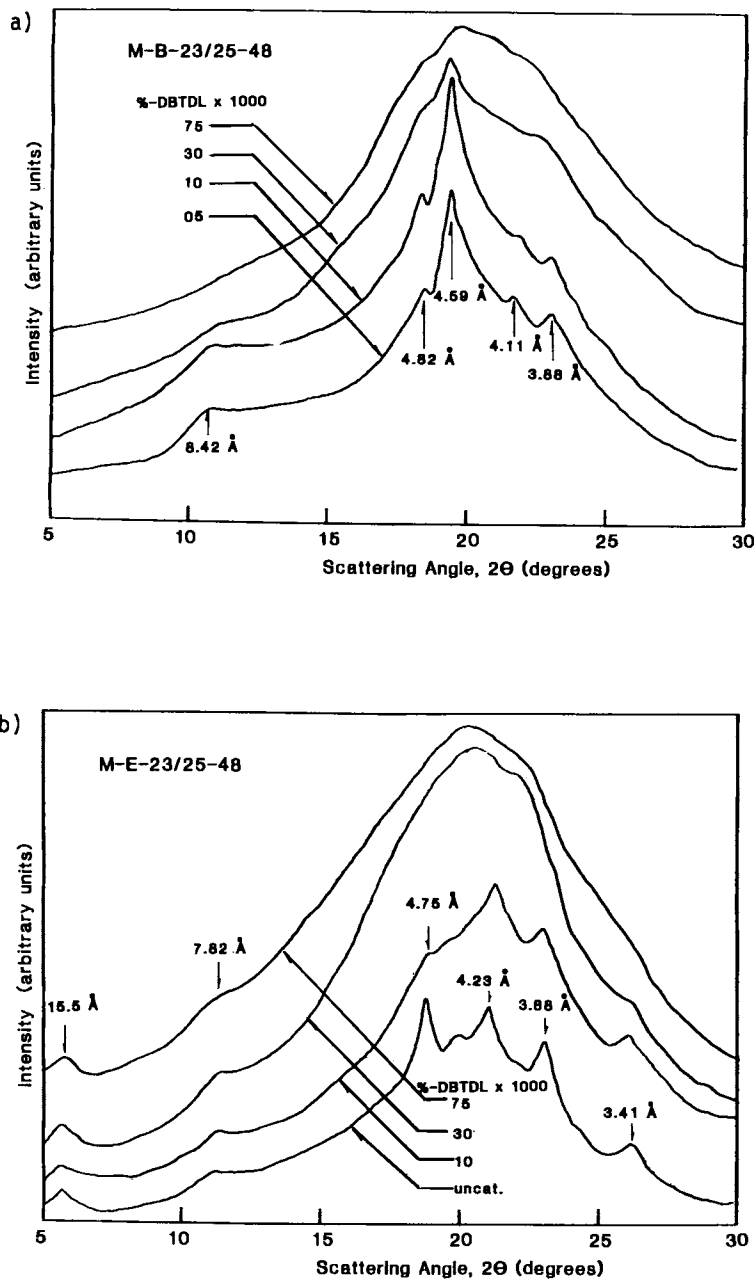 a)
M-B-23/25-48
%-DBTDL x 1000
75
30
10
05
4.59 Å
4.82 Å
4.11 Å
3.88 Å
8.42 Å
Intensity (arbitrary units)
5 10 15 20 25 30
Scattering Angle, 2Θ (degrees)
b)
M-E-23/25-48
4.75 Å
7.82 Å
4.23 Å
15.5 Å
3.88 Å
%-DBTDL x 1000
75
3.41 Å
30
10
uncat.
Intensity (arbitrary units)
5 10 15 20 25 30
Scattering Angle, 2Θ (degrees)